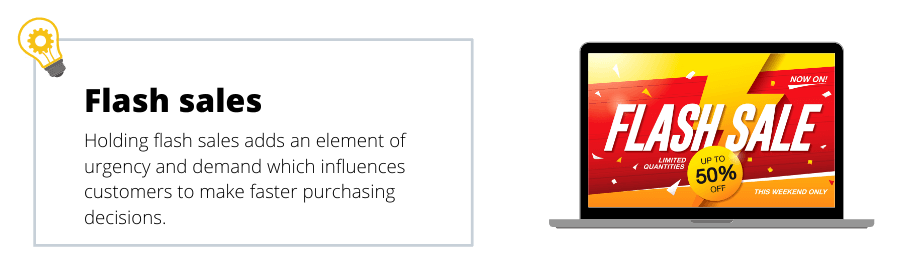 Flash sales
Holding flash sales adds an element of
urgency and demand which influences
customers to make faster purchasing
decisions.
NOW ON!
FLASH SALE
LIMITED
QUANTITIES
UP TO
50%
OFF
THIS WEEKEND ONLY